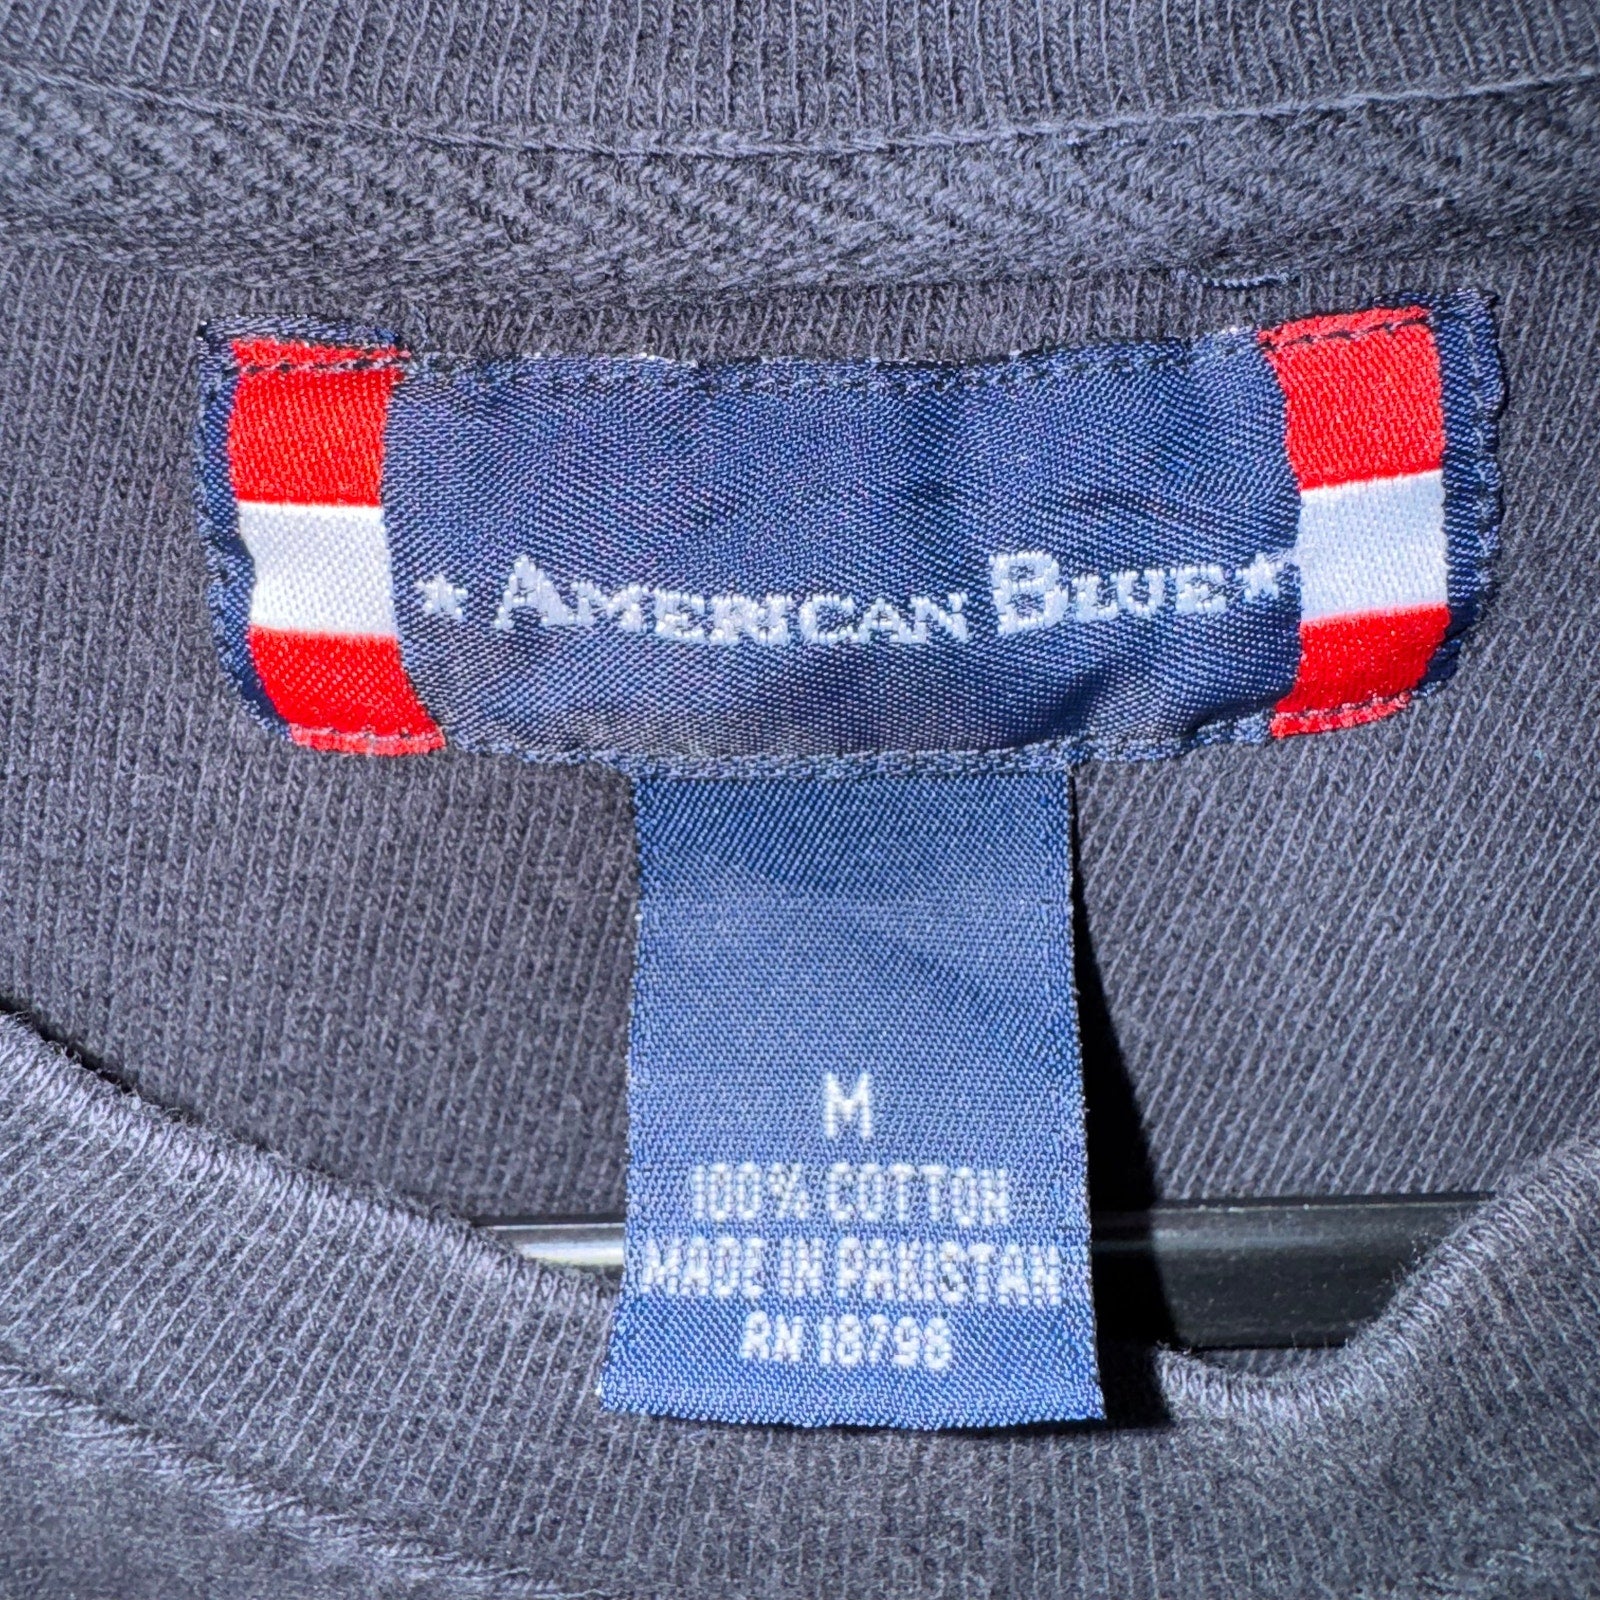 ★ AMERICAN BLUE ★
M
100% COTTON
MADE IN PAKISTAN
RN 18798